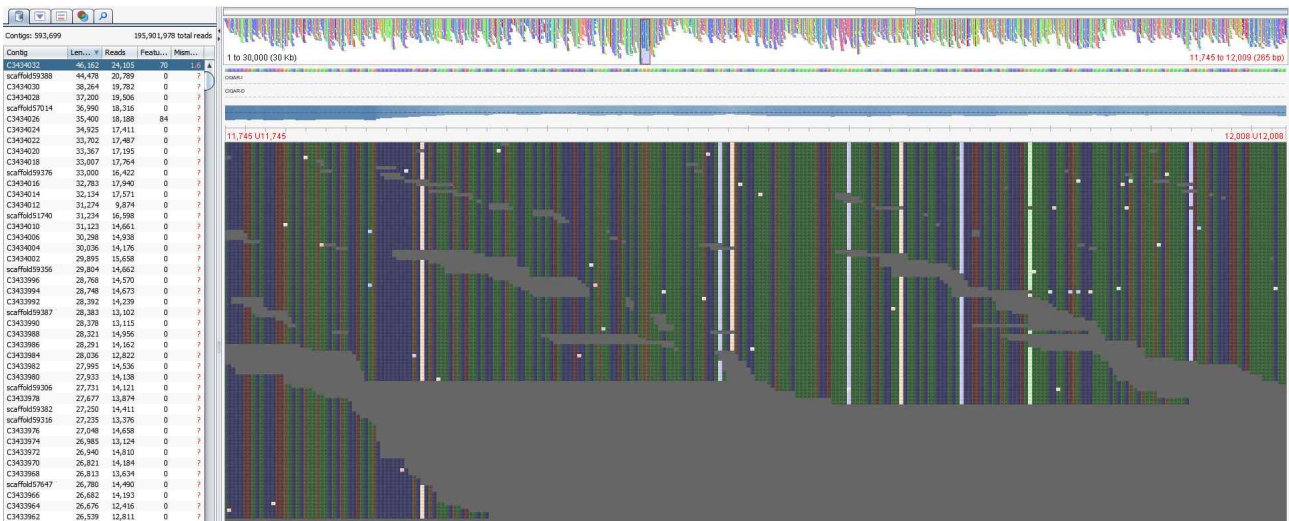 Contigs: 593,699 195,901,978 total reads
Contig Len... Reads Featu... Mism...
C3434032 46,162 24,105 70 1.6
scaffold59388 44,478 20,789 0 ?
C3434030 38,264 19,782 0 ?
C3434028 37,200 19,506 0 ?
scaffold57014 36,990 18,316 0 ?
C3434026 35,400 18,188 84 ?
C3434024 34,925 17,411 0 ?
C3434022 33,702 17,487 0 ?
C3434020 33,367 17,195 0 ?
C3434018 33,007 17,764 0 ?
scaffold59376 33,000 16,422 0 ?
C3434016 32,783 17,940 0 ?
C3434014 32,134 17,571 0 ?
C3434012 31,274 9,874 0 ?
scaffold51740 31,234 16,598 0 ?
C3434010 31,123 14,661 0 ?
C3434006 30,298 14,938 0 ?
C3434004 30,036 14,176 0 ?
C3434002 29,895 15,658 0 ?
scaffold59356 29,804 14,662 0 ?
C3433996 28,768 14,570 0 ?
C3433994 28,748 14,673 0 ?
C3433992 28,392 14,239 0 ?
scaffold59387 28,383 13,102 0 ?
C3433990 28,378 13,115 0 ?
C3433988 28,321 14,956 0 ?
C3433986 28,291 14,162 0 ?
C3433984 28,036 12,822 0 ?
C3433982 27,995 14,536 0 ?
C3433980 27,933 14,138 0 ?
scaffold59306 27,731 14,121 0 ?
C3433978 27,677 13,874 0 ?
scaffold59382 27,250 14,411 0 ?
scaffold59316 27,235 13,376 0 ?
C3433976 27,048 14,658 0 ?
C3433974 26,985 13,124 0 ?
C3433972 26,940 14,810 0 ?
C3433970 26,821 14,184 0 ?
C3433968 26,813 13,634 0 ?
scaffold57647 26,780 14,490 0 ?
C3433966 26,682 14,193 0 ?
C3433964 26,676 12,416 0 ?
C3433962 26,539 12,811 0 ?
1 to 30,000 (30 Kb) 11,745 to 12,009 (265 bp)
CIGAR-I
CIGAR-D
11,745 U11,745 12,008 U12,008